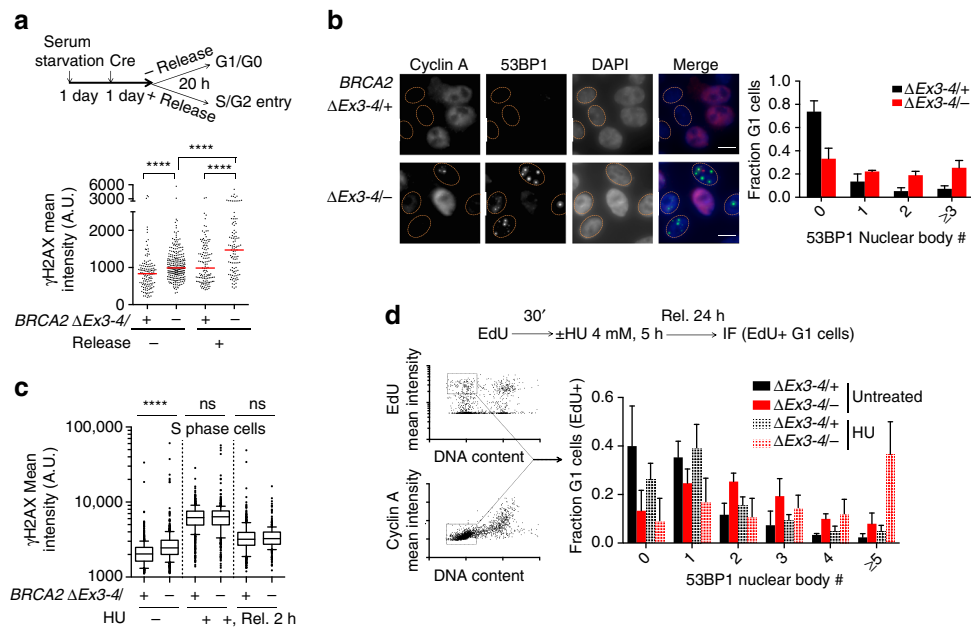 a
Serum starvation
Cre
– Release
G1/G0
1 day
1 day
20 h
+ Release
S/G2 entry
****
****
****
γH2AX mean intensity (A.U.)
6000
3000
2000
1000
0
BRCA2 ΔEx3-4/
+ – + –
Release
– +
b
Cyclin A 53BP1 DAPI Merge
BRCA2
ΔEx3-4/+
ΔEx3-4/–
Fraction G1 cells
1.0
0.8
0.6
0.4
0.2
0.0
ΔEx3-4/+
ΔEx3-4/–
0 1 2 ⩾3
53BP1 Nuclear body #
c
**** ns ns
S phase cells
γH2AX Mean intensity (A.U.)
100,000
10,000
1000
BRCA2 ΔEx3-4/
+ – + – + –
HU – + +, Rel. 2 h
d
30′
Rel. 24 h
EdU
±HU 4 mM, 5 h
IF (EdU+ G1 cells)
EdU mean intensity
DNA content
Cyclin A mean intensity
DNA content
Fraction G1 cells (EdU+)
0.6
0.4
0.2
0.0
ΔEx3-4/+
ΔEx3-4/–
Untreated
ΔEx3-4/+
ΔEx3-4/–
HU
0 1 2 3 4 ⩾5
53BP1 nuclear body #